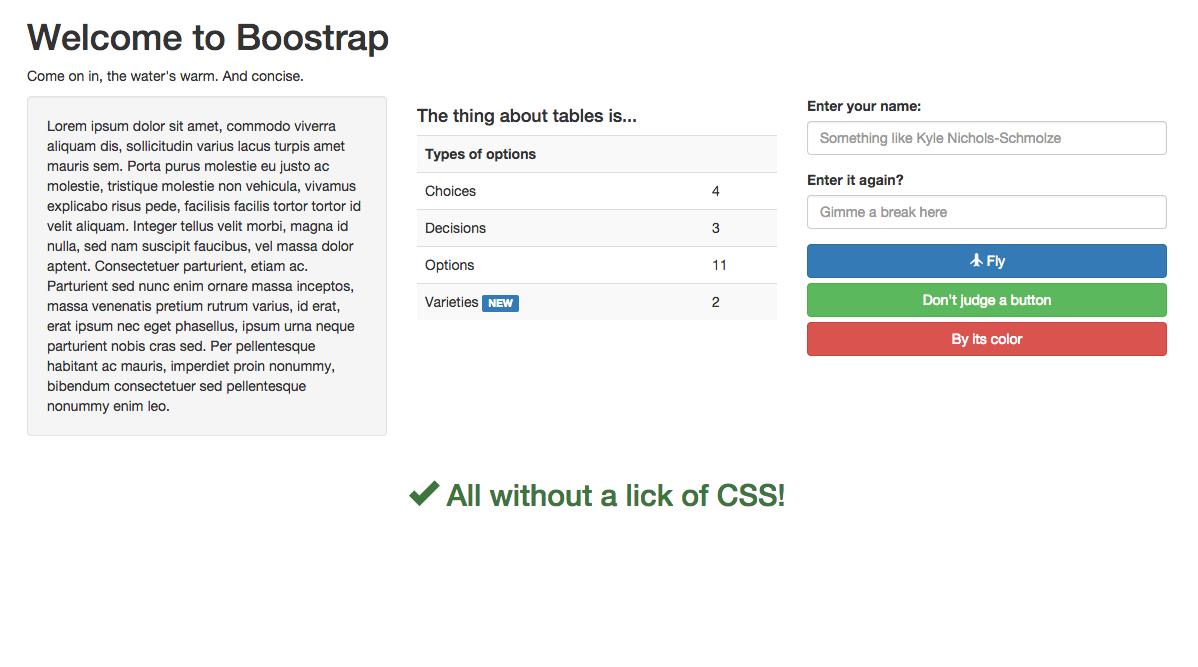 Welcome to Boostrap
Come on in, the water's warm. And concise.
Lorem ipsum dolor sit amet, commodo viverra
aliquam dis, sollicitudin varius lacus turpis amet
mauris sem. Porta purus molestie eu justo ac
molestie, tristique molestie non vehicula, vivamus
explicabo risus pede, facilisis facilis tortor tortor id
velit aliquam. Integer tellus velit morbi, magna id
nulla, sed nam suscipit faucibus, vel massa dolor
aptent. Consectetuer parturient, etiam ac.
Parturient sed nunc enim ornare massa inceptos,
massa venenatis pretium rutrum varius, id erat,
erat ipsum nec eget phasellus, ipsum urna neque
parturient nobis cras sed. Per pellentesque
habitant ac mauris, imperdiet proin nonummy,
bibendum consectetuer sed pellentesque
nonummy enim leo.
The thing about tables is...
Types of options
Choices 4
Decisions 3
Options 11
Varieties NEW 2
Enter your name:
Something like Kyle Nichols-Schmolze
Enter it again?
Gimme a break here
Fly
Don't judge a button
By its color
All without a lick of CSS!